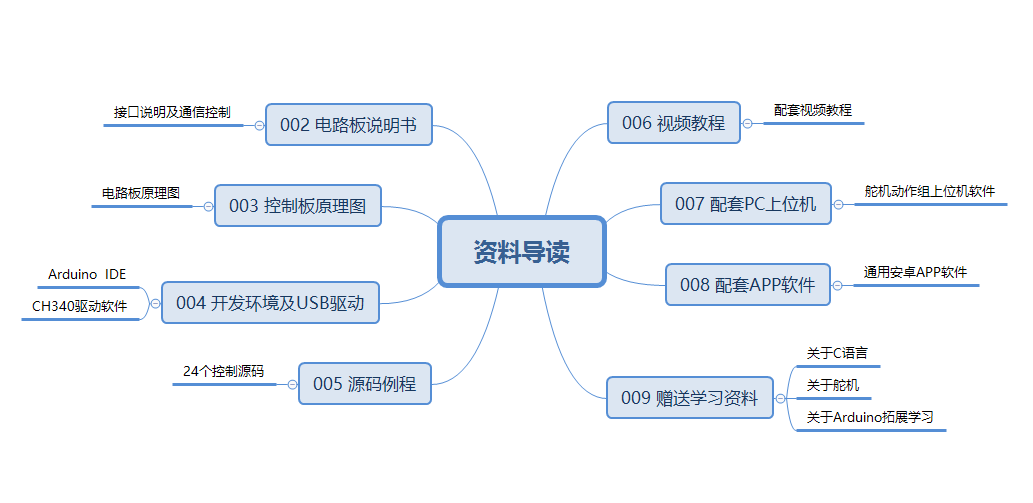 资料导读
002 电路板说明书
接口说明及通信控制
003 控制板原理图
电路板原理图
004 开发环境及USB驱动
Arduino IDE
CH340驱动软件
005 源码例程
24个控制源码
006 视频教程
配套视频教程
007 配套PC上位机
舵机动作组上位机软件
008 配套APP软件
通用安卓APP软件
009 赠送学习资料
关于C语言
关于舵机
关于Arduino拓展学习